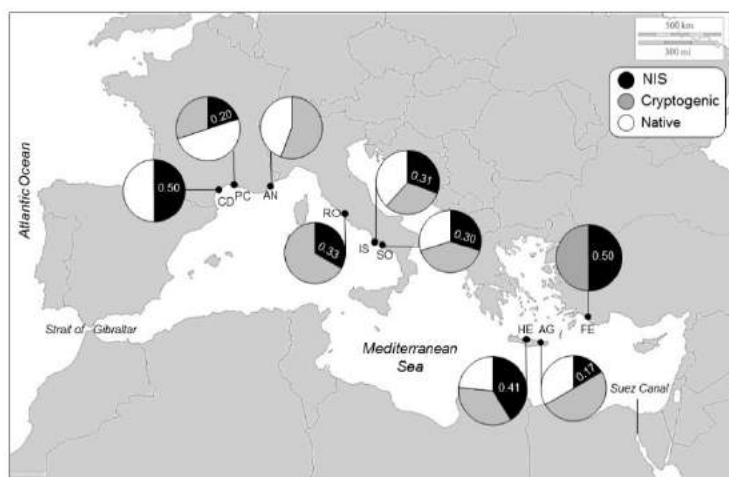 500 km
300 mi
NIS
Cryptogenic
Native
Atlantic Ocean
0.20
0.50
CD
PC
AN
0.31
RO
0.33
IS
SO
0.30
0.50
Strait of Gibraltar
Mediterranean
Sea
HE
AG
FE
0.41
0.17
Suez Canal